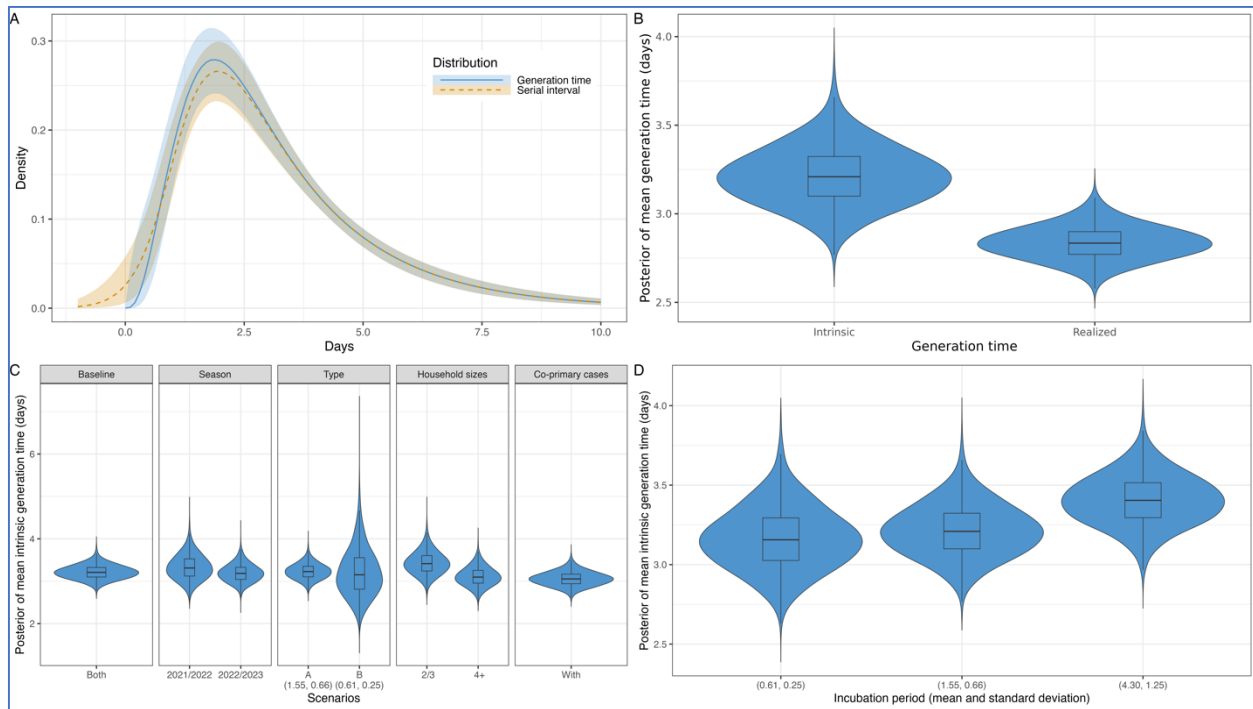 A
0.3
0.2
0.1
0.0
Density
0.0
2.5
5.0
7.5
10.0
Days
Distribution
Generation time
Serial interval
B
4.0
3.5
3.0
2.5
Posterior of mean generation time (days)
Intrinsic
Realized
Generation time
C
Baseline
Season
Type
Household sizes
Co-primary cases
6
4
2
Posterior of mean intrinsic generation time (days)
Both
2021/2022
2022/2023
A
(1.55, 0.66)
B
(0.61, 0.25)
2/3
4+
With
Scenarios
D
4.0
3.5
3.0
2.5
Posterior of mean intrinsic generation time (days)
(0.61, 0.25)
(1.55, 0.66)
(4.30, 1.25)
Incubation period (mean and standard deviation)